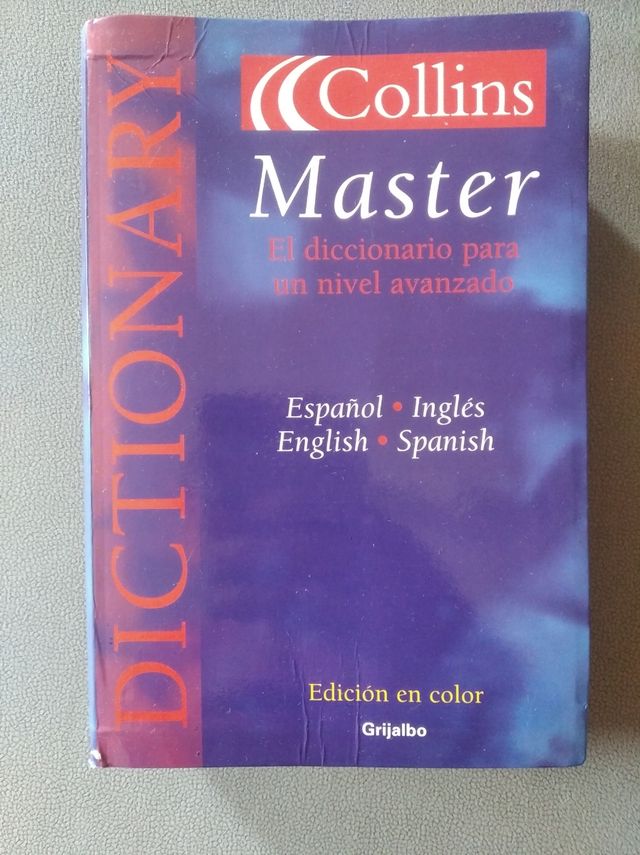 DICTIONARY
Collins
Master
El diccionario para
un nivel avanzado
Español • Inglés
English • Spanish
Edición en color
Grijalbo